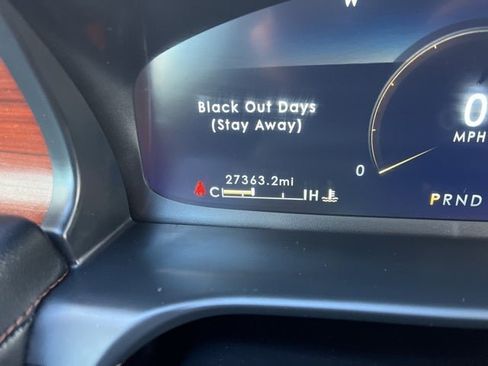 W
Black Out Days
(Stay Away)
0
MPH
0
27363.2mi
C H
PRND